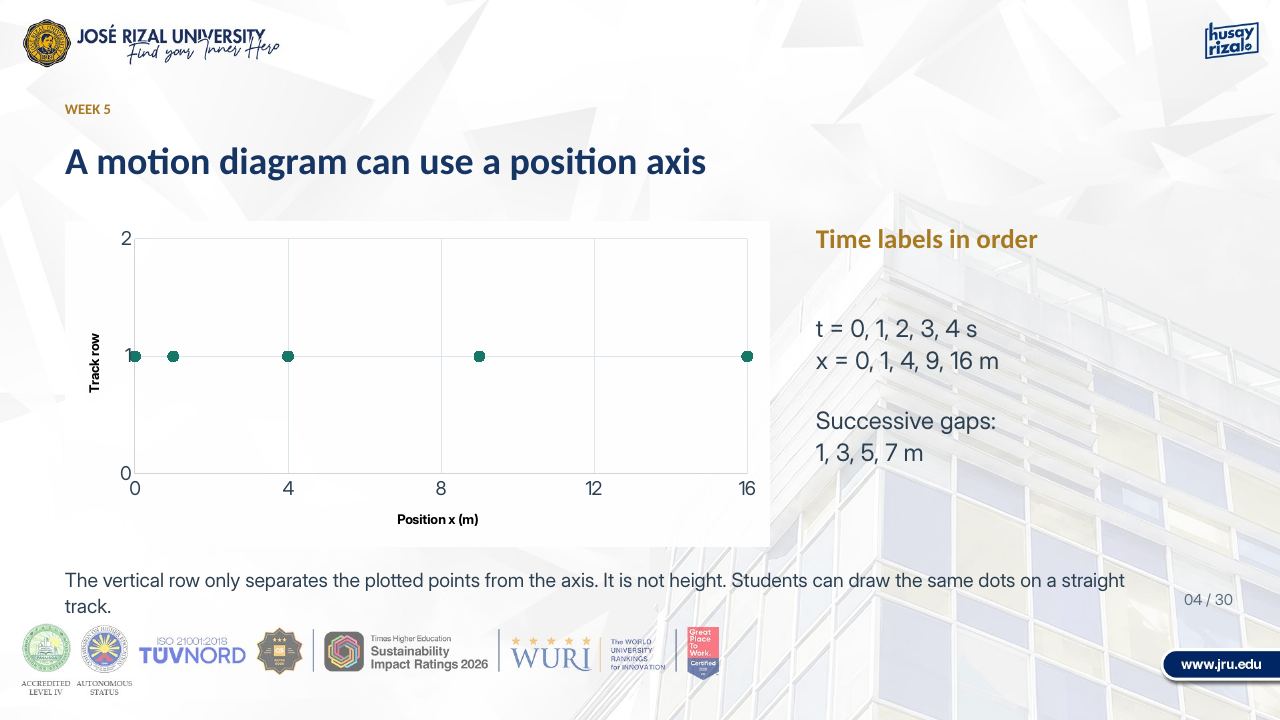 JOSÉ RIZAL UNIVERSITY
Find your Inner Hero
husay
rizal
WEEK 5
A motion diagram can use a position axis
2
1
0
Track row
0 4 8 12 16
Position x (m)
Time labels in order
t = 0, 1, 2, 3, 4 s
x = 0, 1, 4, 9, 16 m
Successive gaps:
1, 3, 5, 7 m
The vertical row only separates the plotted points from the axis. It is not height. Students can draw the same dots on a straight
track.
04 / 30
ACCREDITED
LEVEL IV
AUTONOMOUS
STATUS
ISO 21001:2018
TÜVNORD
Times Higher Education
Sustainability
Impact Ratings 2026
WURI
The WORLD
UNIVERSITY
RANKINGS
for INNOVATION
Great
Place
To
Work.
Certified
www.jru.edu